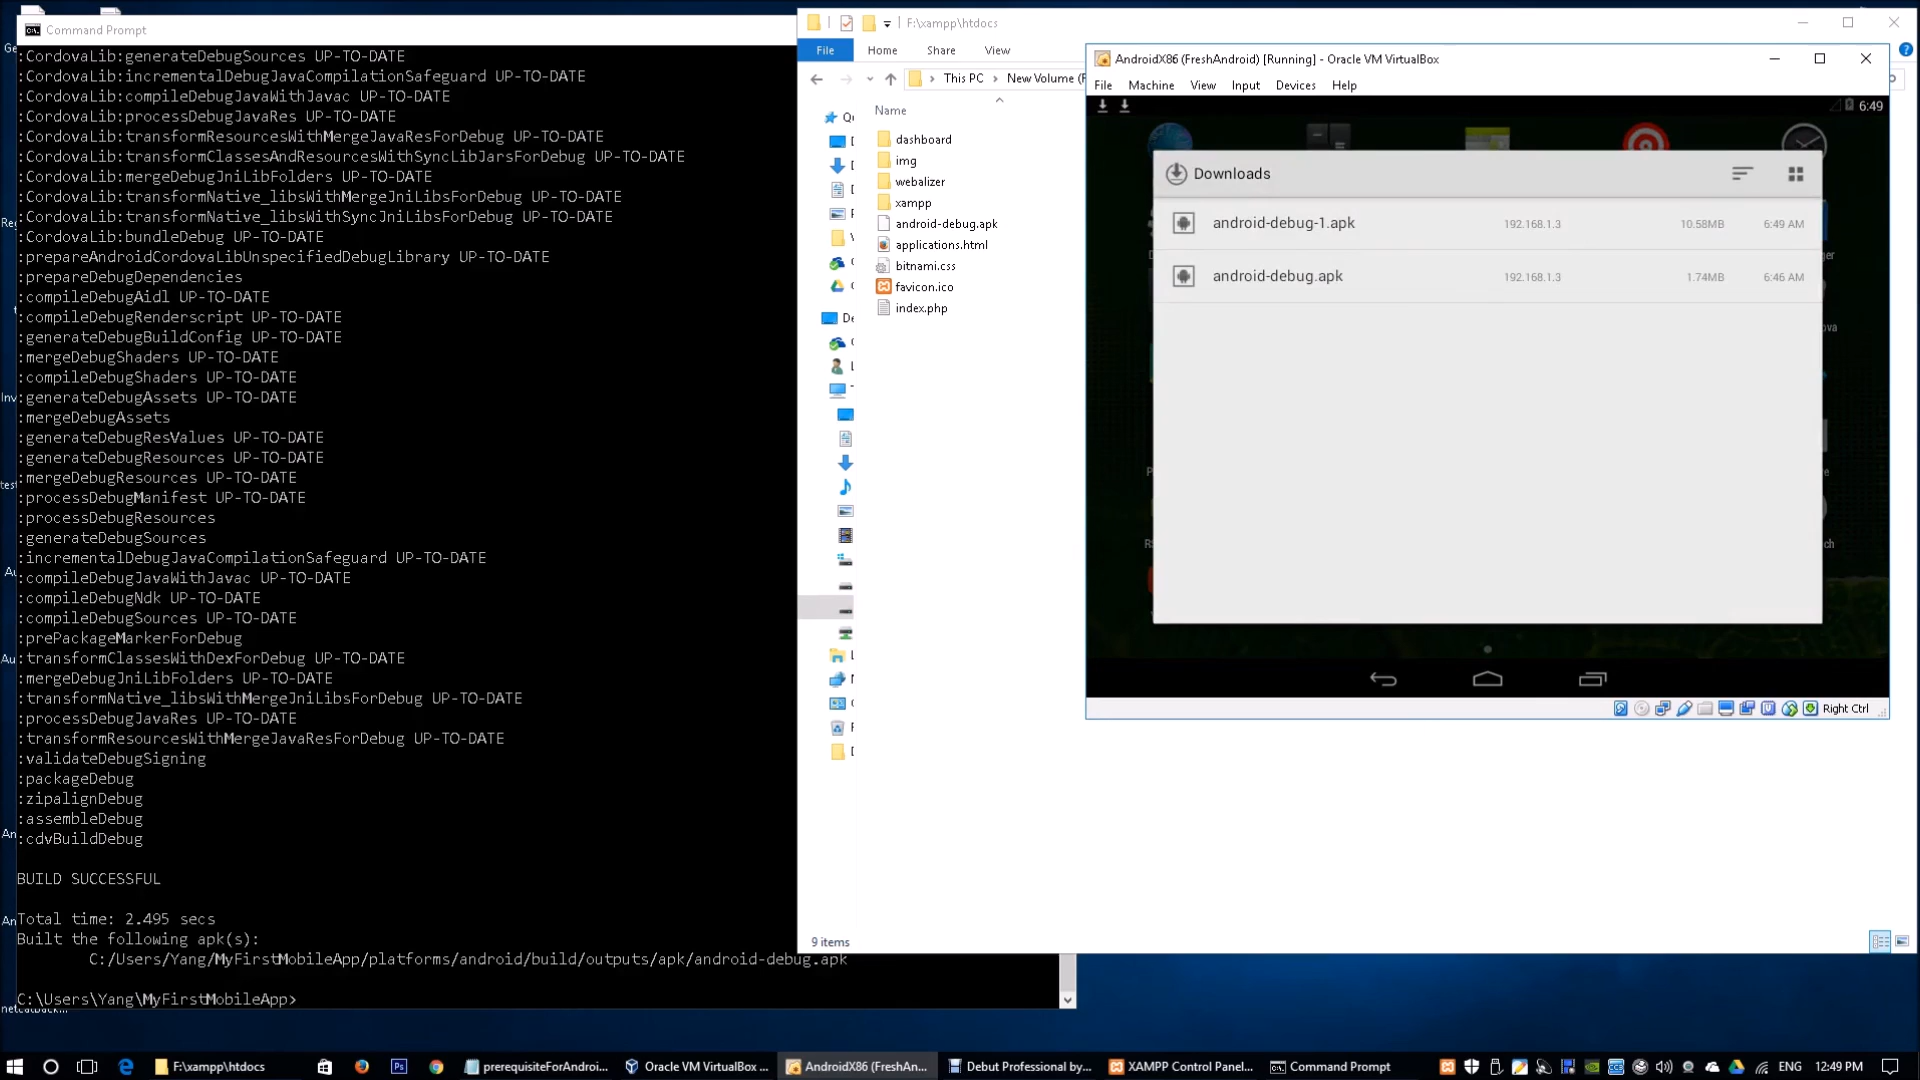 Command Prompt
:CordovaLib:generateDebugSources UP-TO-DATE
:CordovaLib:incrementalDebugJavaCompilationSafeguard UP-TO-DATE
:CordovaLib:compileDebugJavaWithJavac UP-TO-DATE
:CordovaLib:processDebugJavaRes UP-TO-DATE
:CordovaLib:transformResourcesWithMergeJavaResForDebug UP-TO-DATE
:CordovaLib:transformClassesAndResourcesWithSyncLibJarsForDebug UP-TO-DATE
:CordovaLib:mergeDebugJniLibFolders UP-TO-DATE
:CordovaLib:transformNative_libsWithMergeJniLibsForDebug UP-TO-DATE
:CordovaLib:transformNative_libsWithSyncJniLibsForDebug UP-TO-DATE
:CordovaLib:bundleDebug UP-TO-DATE
:prepareAndroidCordovaLibUnspecifiedDebugLibrary UP-TO-DATE
:prepareDebugDependencies
:compileDebugAidl UP-TO-DATE
:compileDebugRenderscript UP-TO-DATE
:generateDebugBuildConfig UP-TO-DATE
:mergeDebugShaders UP-TO-DATE
:compileDebugShaders UP-TO-DATE
:generateDebugAssets UP-TO-DATE
:mergeDebugAssets
:generateDebugResValues UP-TO-DATE
:generateDebugResources UP-TO-DATE
:mergeDebugResources UP-TO-DATE
:processDebugManifest UP-TO-DATE
:processDebugResources
:generateDebugSources
:incrementalDebugJavaCompilationSafeguard UP-TO-DATE
:compileDebugJavaWithJavac UP-TO-DATE
:compileDebugNdk UP-TO-DATE
:compileDebugSources UP-TO-DATE
:prePackageMarkerForDebug
:transformClassesWithDexForDebug UP-TO-DATE
:mergeDebugJniLibFolders UP-TO-DATE
:transformNative_libsWithMergeJniLibsForDebug UP-TO-DATE
:processDebugJavaRes UP-TO-DATE
:transformResourcesWithMergeJavaResForDebug UP-TO-DATE
:validateDebugSigning
:packageDebug
:zipalignDebug
:assembleDebug
:cdvBuildDebug
BUILD SUCCESSFUL
Total time: 2.495 secs
Built the following apk(s):
C:/Users/Yang/MyFirstMobileApp/platforms/android/build/outputs/apk/android-debug.apk
C:\Users\Yang\MyFirstMobileApp>
F:\xampp\htdocs
File Home Share View
This PC New Volume (F
Name
dashboard
img
webalizer
xampp
android-debug.apk
applications.html
bitnami.css
favicon.ico
index.php
9 items
AndroidX86 (FreshAndroid) [Running] - Oracle VM VirtualBox
File Machine View Input Devices Help
6:49
Downloads
android-debug-1.apk 192.168.1.3 10.58MB 6:49 AM
android-debug.apk 192.168.1.3 1.74MB 6:46 AM
Right Ctrl
F:\xampp\htdocs
prerequisiteForAndroi...
Oracle VM VirtualBox ...
AndroidX86 (FreshAn...
Debut Professional by...
XAMPP Control Panel...
Command Prompt
ENG 12:49 PM